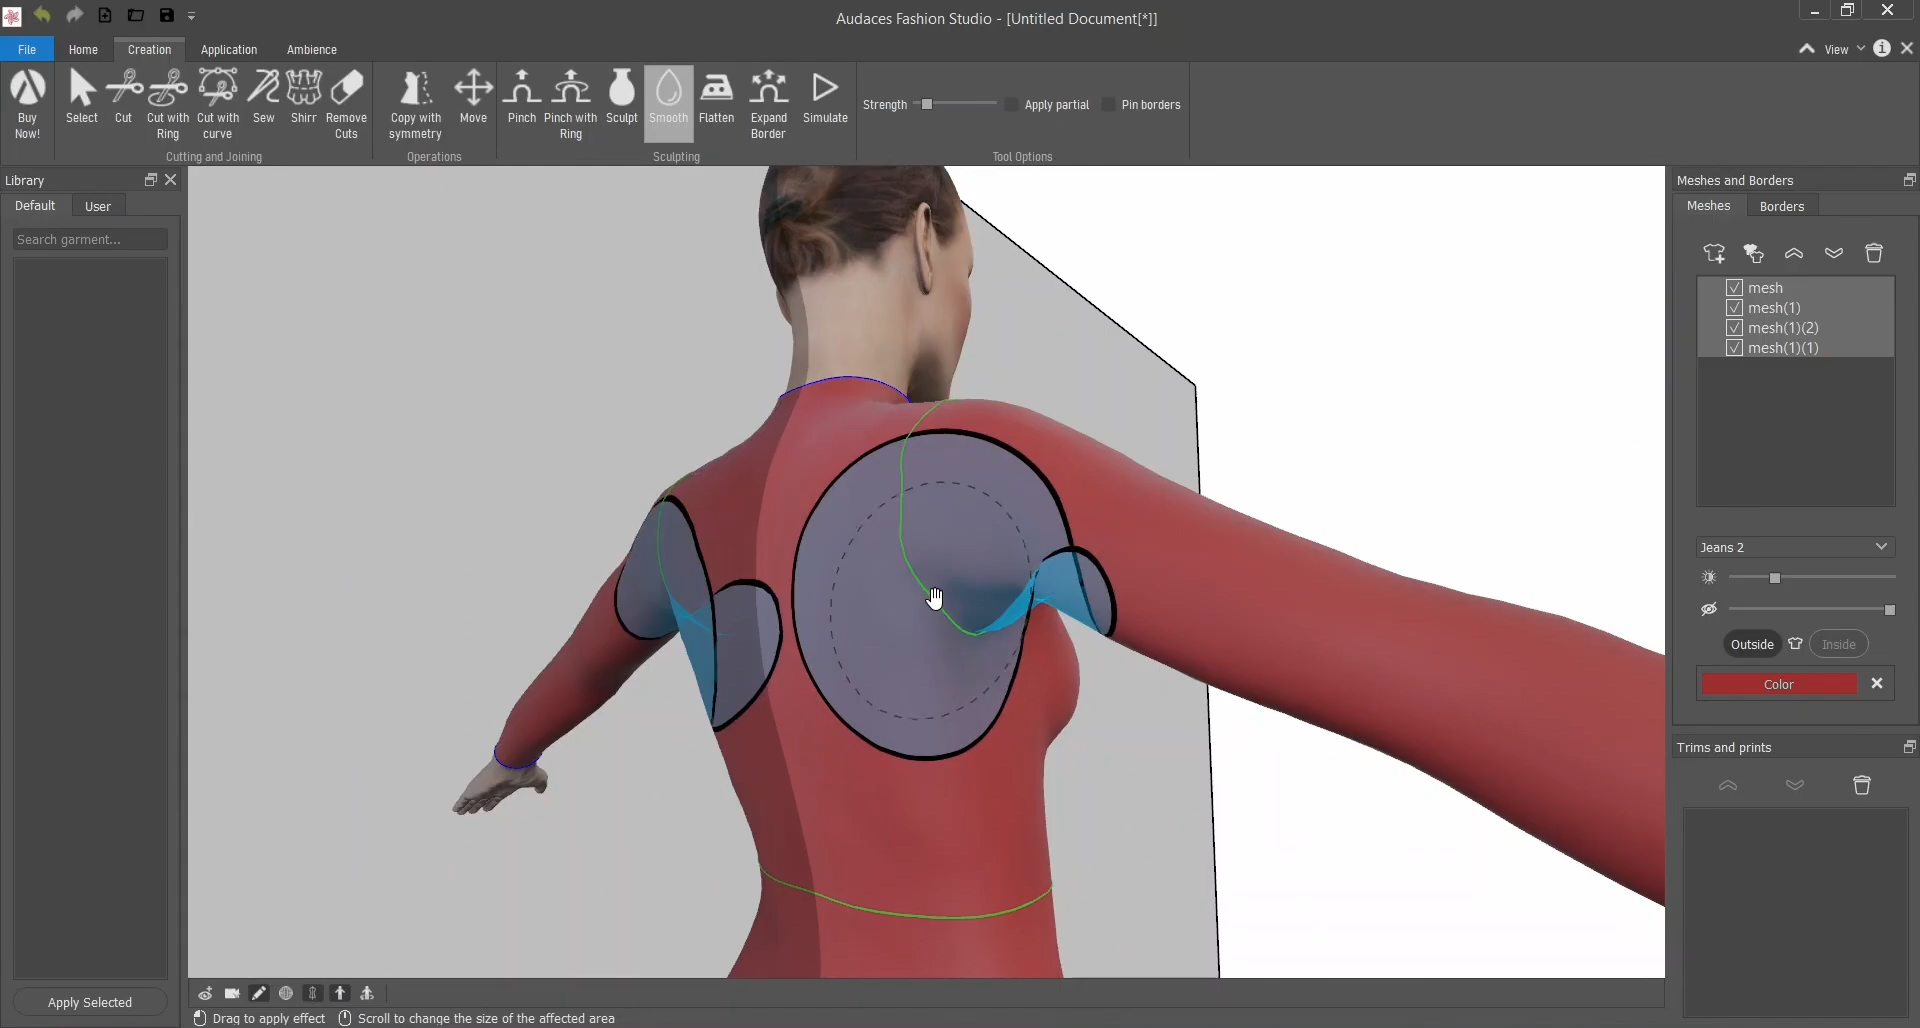 Audaces Fashion Studio - [Untitled Document[*]]
File Home Creation Application Ambience View
Buy Now! Select Cut Cut with Ring Cut with curve Sew Shirr Remove Cuts Copy with symmetry Move Pinch Pinch with Ring Sculpt Smooth Flatten Expand Border Simulate
Strength Apply partial Pin borders
Cutting and Joining Operations Sculpting Tool Options
Library
Default User
Search garment...
Apply Selected
Meshes and Borders
Meshes Borders
mesh
mesh(1)
mesh(1)(2)
mesh(1)(1)
Jeans 2
Outside Inside
Color
Trims and prints
Drag to apply effect Scroll to change the size of the affected area